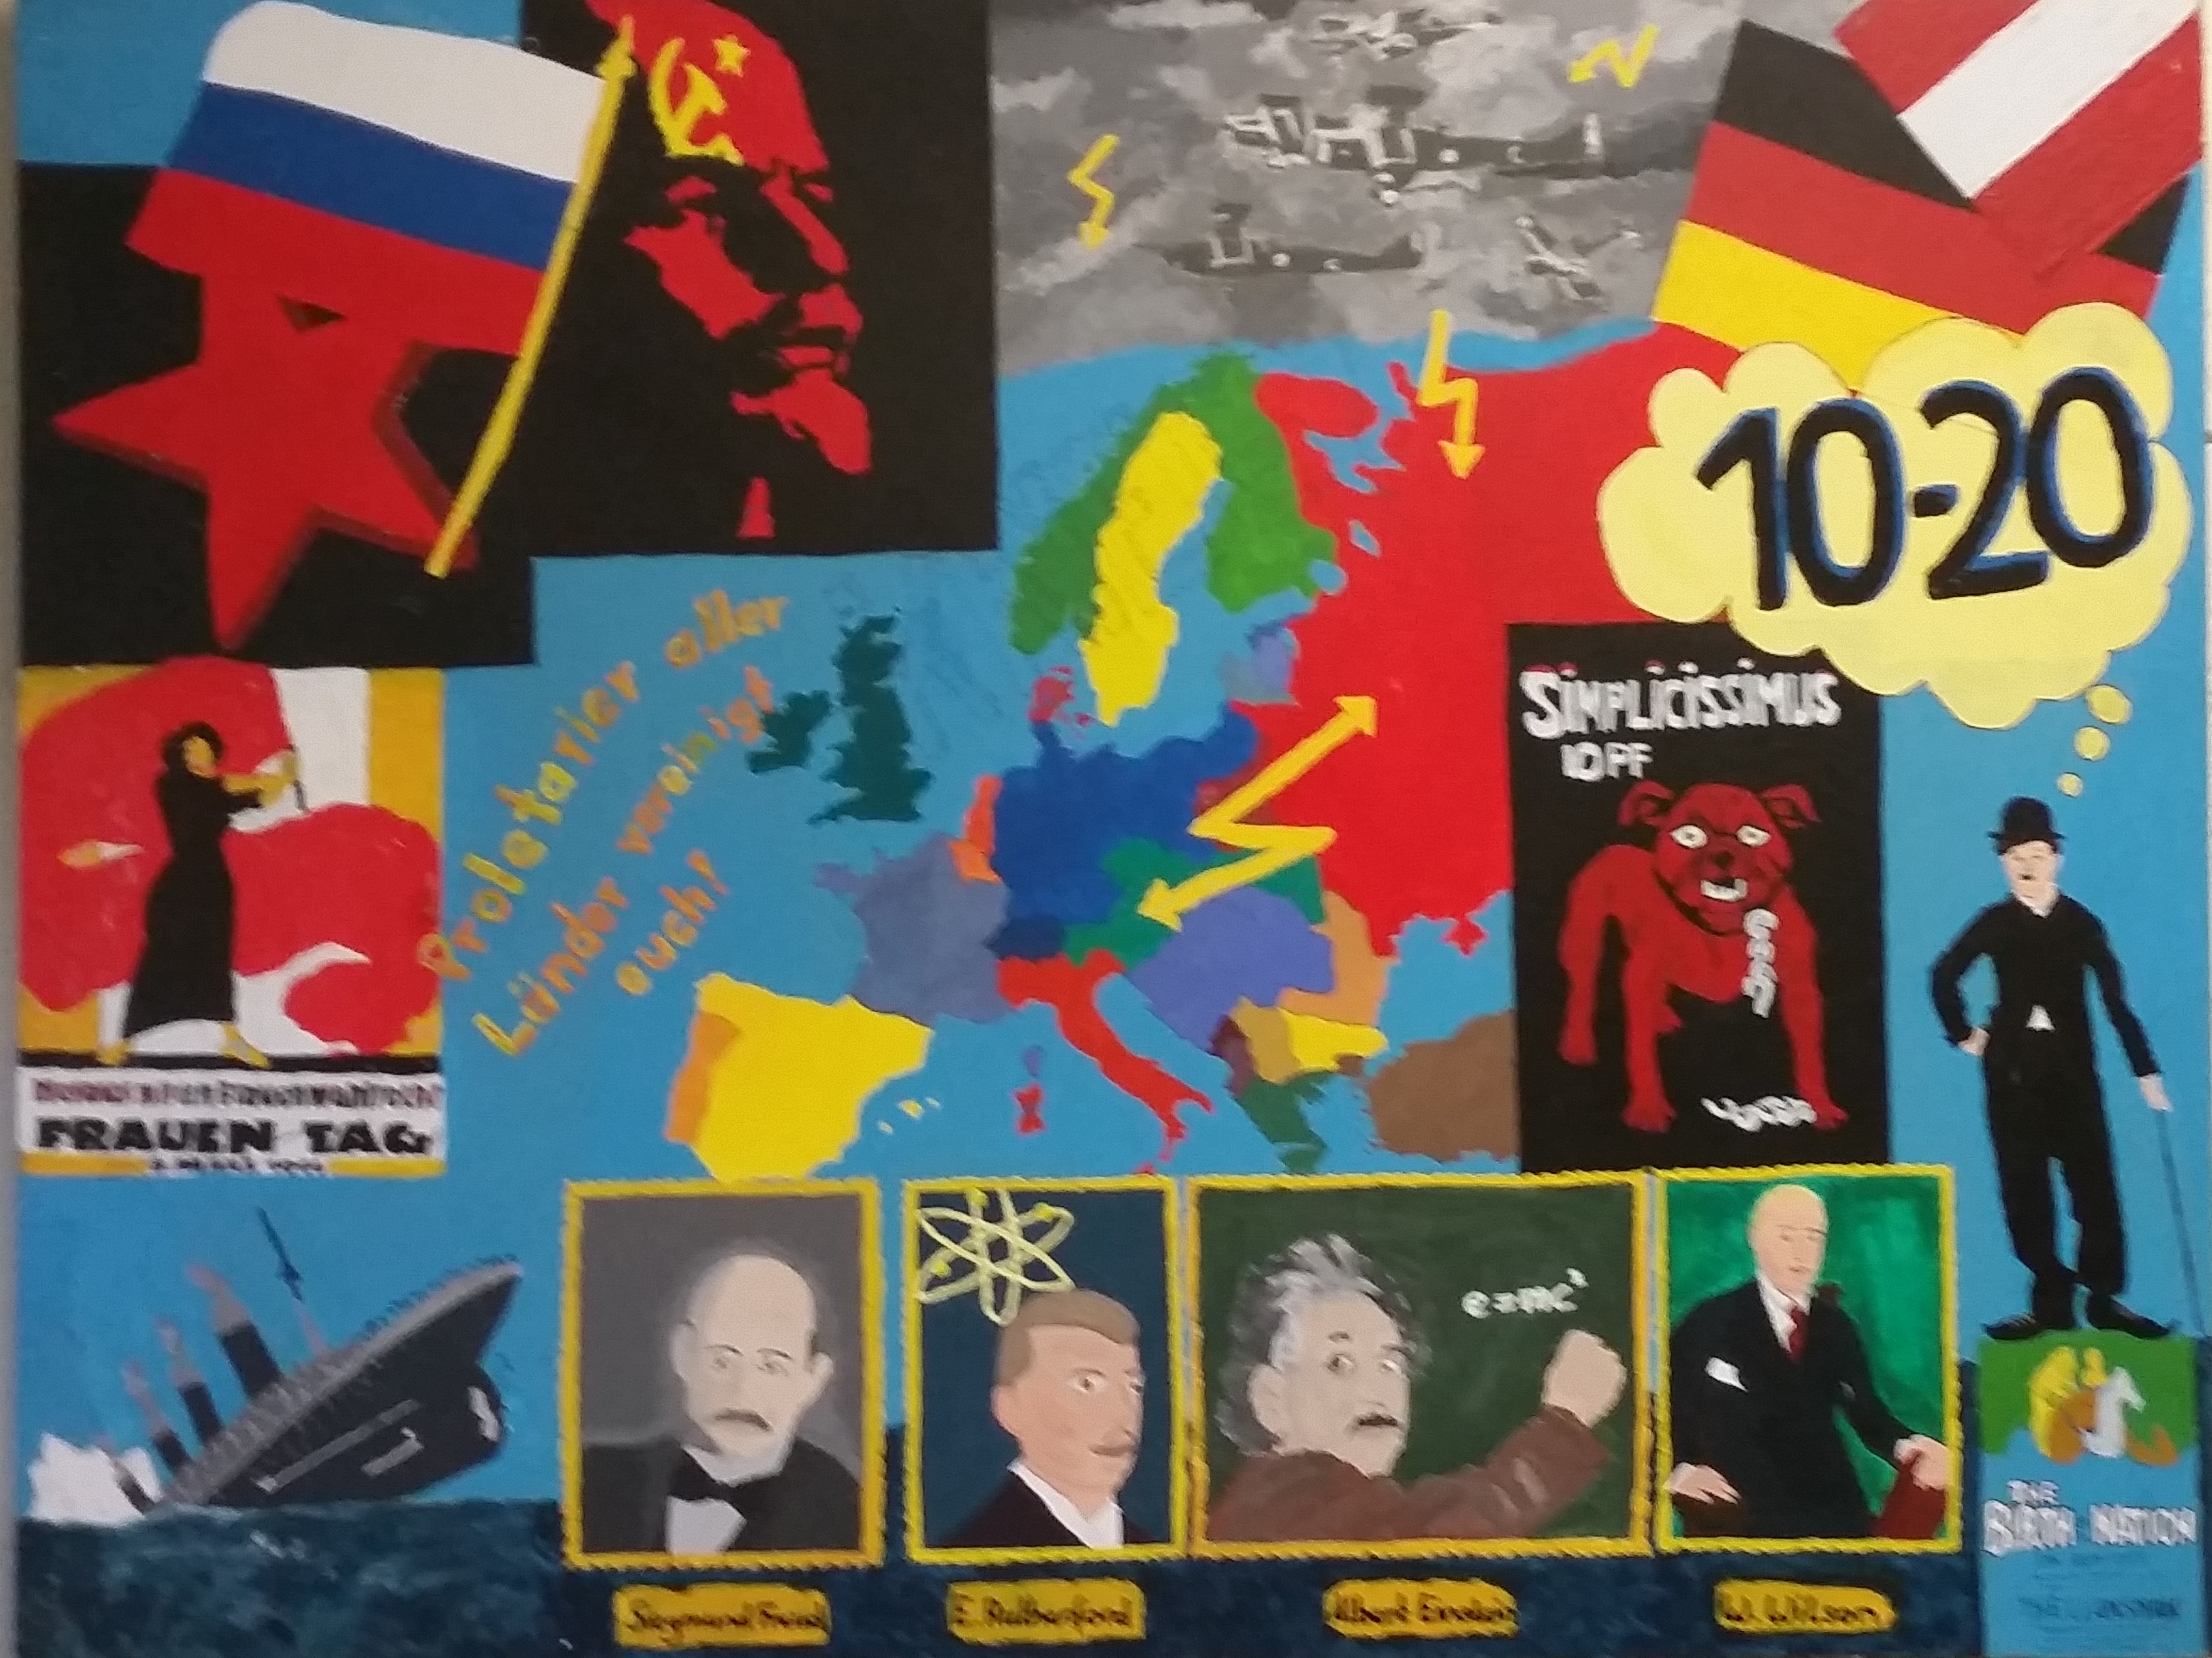 10-20
Proletarier aller
Länder vereinigt
euch!
SiMPLiCiSSiMUS
10 PF
FRAUEN TAG
e=mc²
THE
BIRTH NATION
Siegmund Freud
E. Rutherford
Albert Einstein
W. Wilson